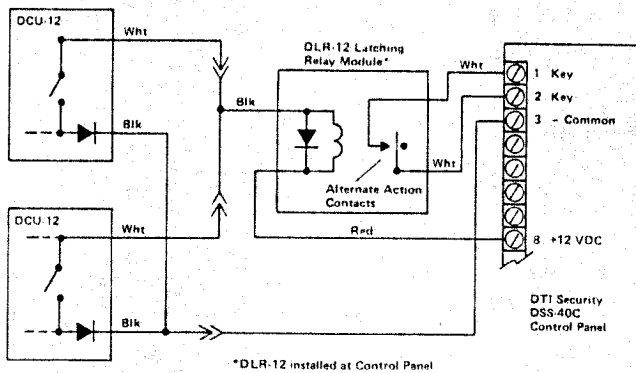 DCU-12
Wht
Blk
DCU-12
Wht
Blk
DLR-12 Latching
Relay Module*
Blk
Wht
Wht
Alternate Action
Contacts
Red
1 Key
2 Key
3 - Common
8 +12 VDC
DTI Security
DSS-40C
Control Panel
*DLR-12 installed at Control Panel